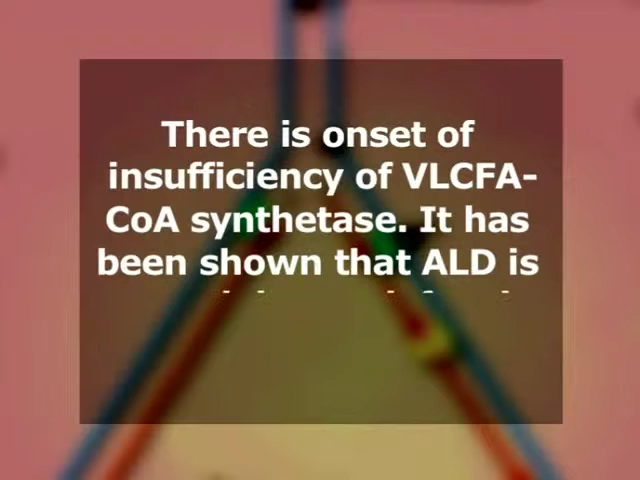 There is onset of
insufficiency of VLCFA-
CoA synthetase. It has
been shown that ALD is